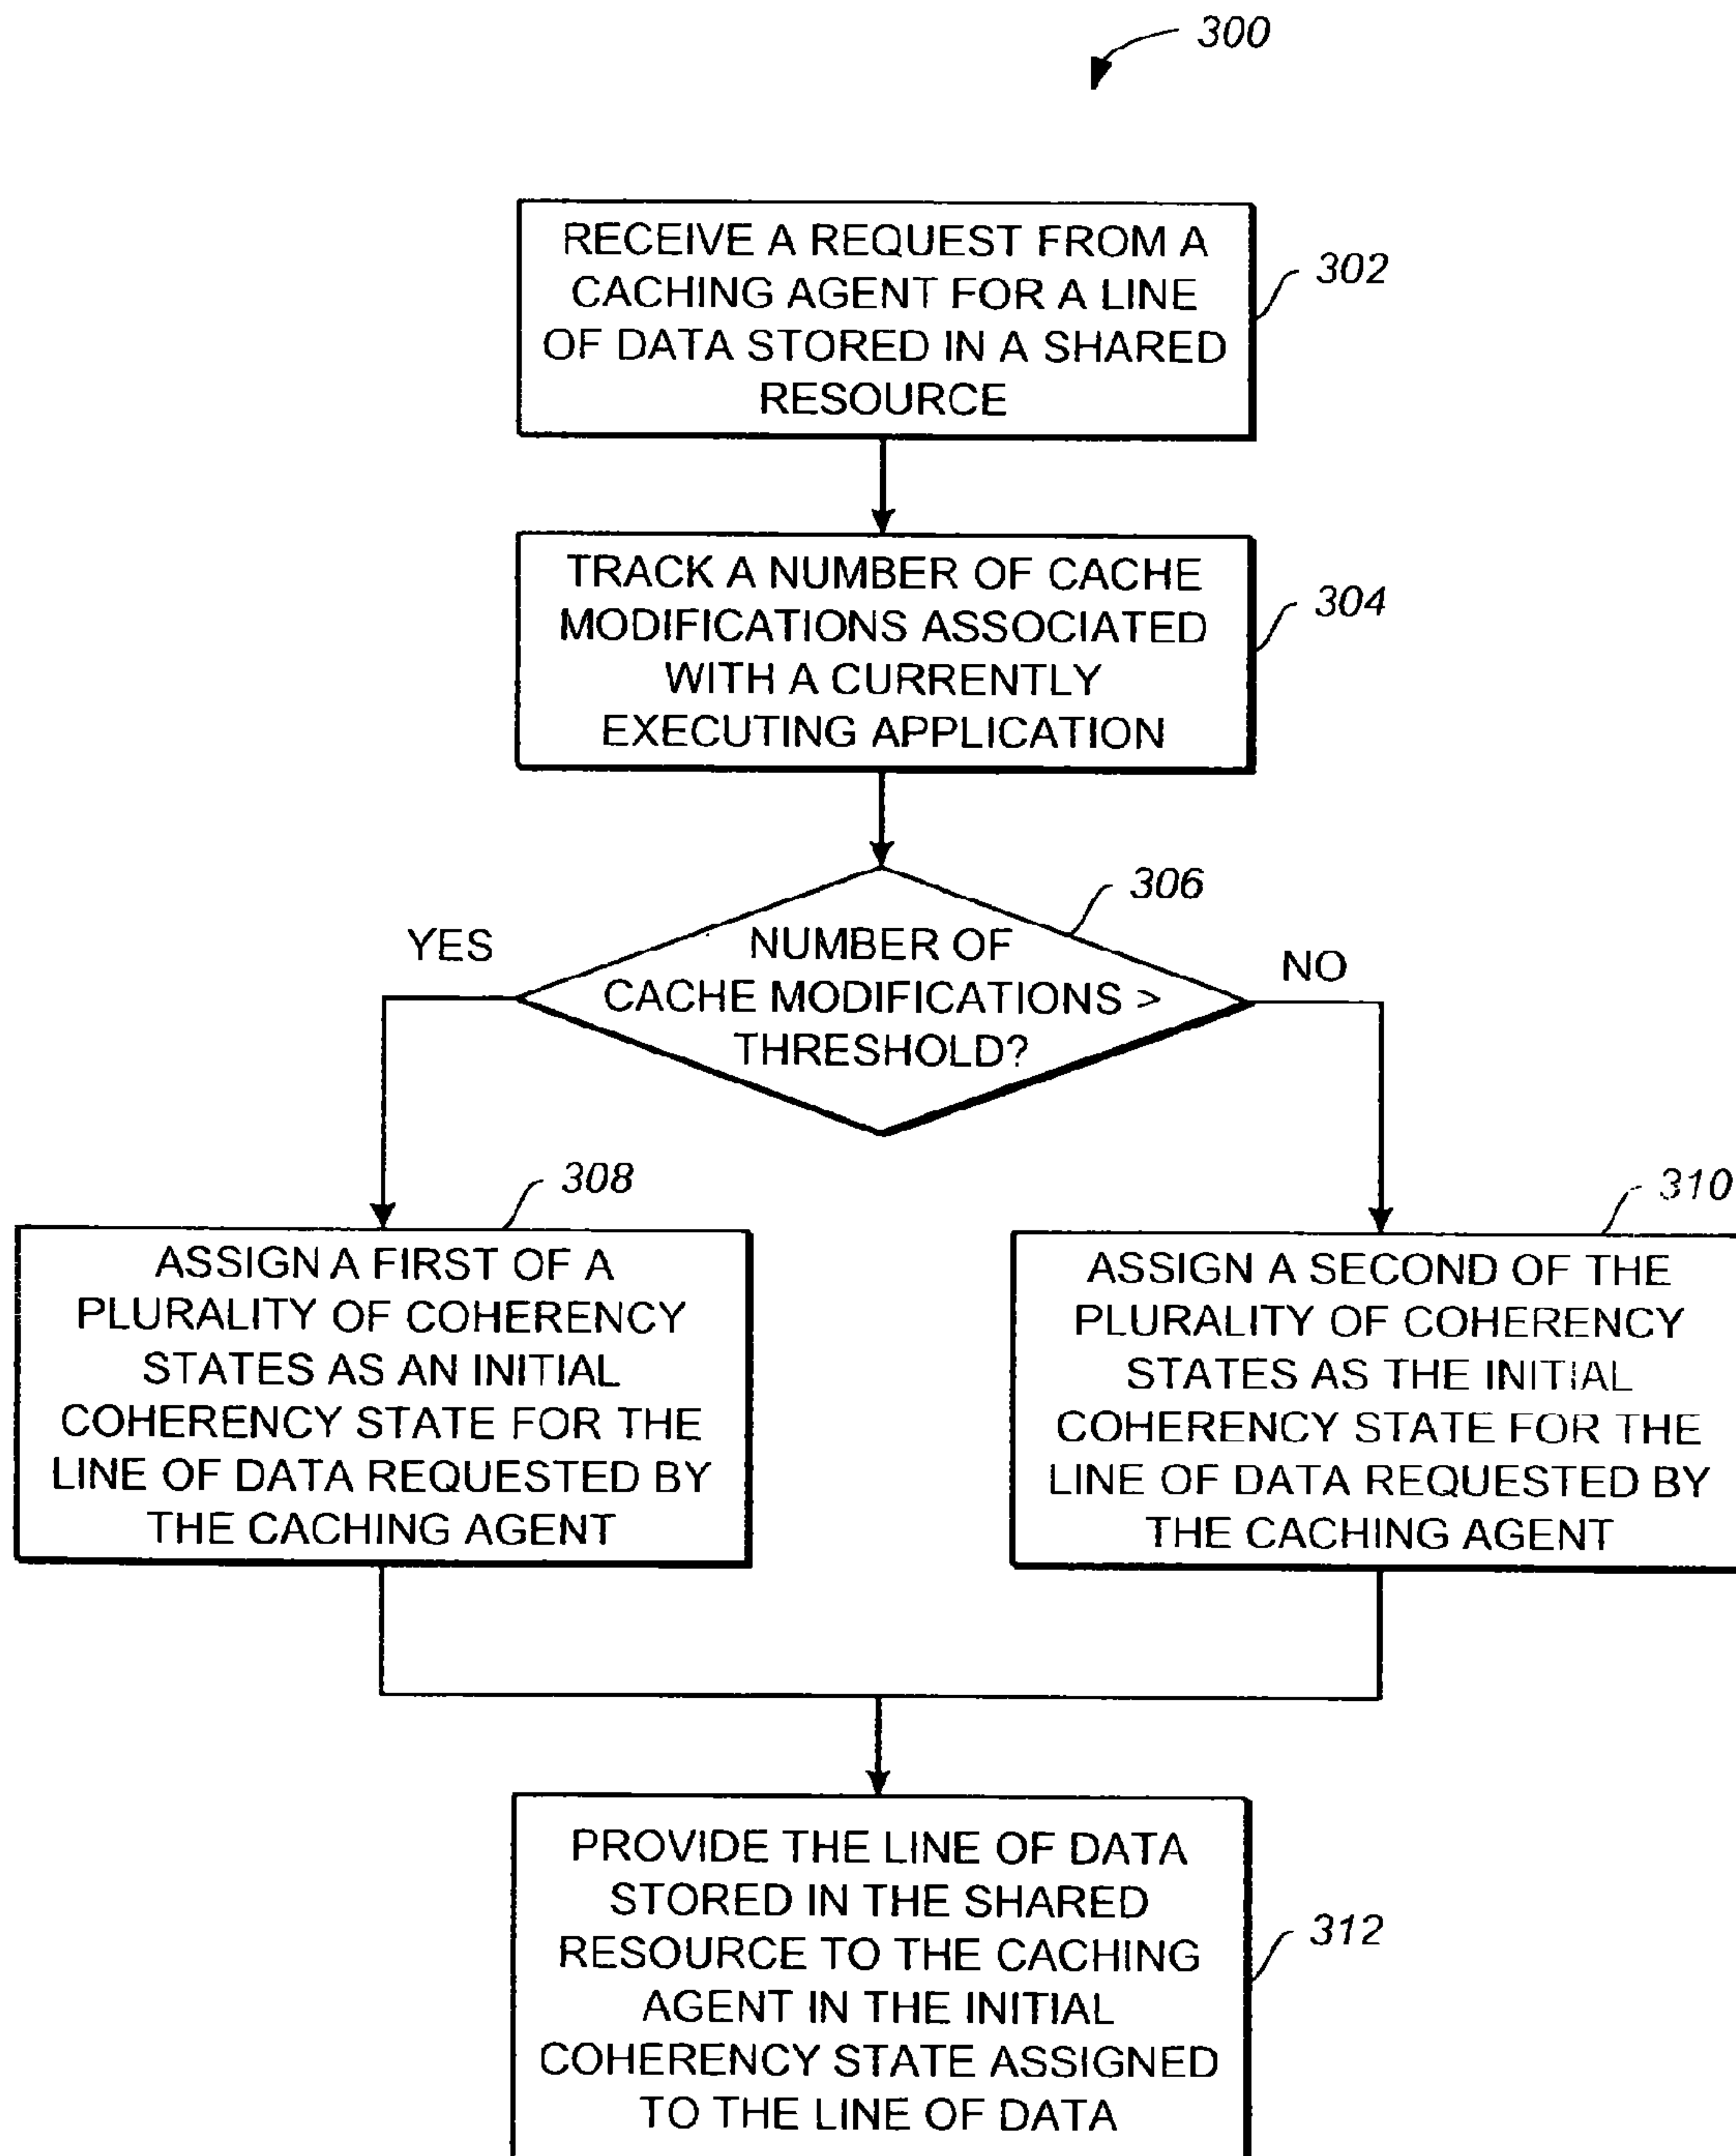 300
RECEIVE A REQUEST FROM A
CACHING AGENT FOR A LINE
OF DATA STORED IN A SHARED
RESOURCE
302
TRACK A NUMBER OF CACHE
MODIFICATIONS ASSOCIATED
WITH A CURRENTLY
EXECUTING APPLICATION
304
306
YES
NUMBER OF
CACHE MODIFICATIONS >
THRESHOLD?
NO
308
ASSIGN A FIRST OF A
PLURALITY OF COHERENCY
STATES AS AN INITIAL
COHERENCY STATE FOR THE
LINE OF DATA REQUESTED BY
THE CACHING AGENT
310
ASSIGN A SECOND OF THE
PLURALITY OF COHERENCY
STATES AS THE INITIAL
COHERENCY STATE FOR THE
LINE OF DATA REQUESTED BY
THE CACHING AGENT
PROVIDE THE LINE OF DATA
STORED IN THE SHARED
RESOURCE TO THE CACHING
AGENT IN THE INITIAL
COHERENCY STATE ASSIGNED
TO THE LINE OF DATA
312